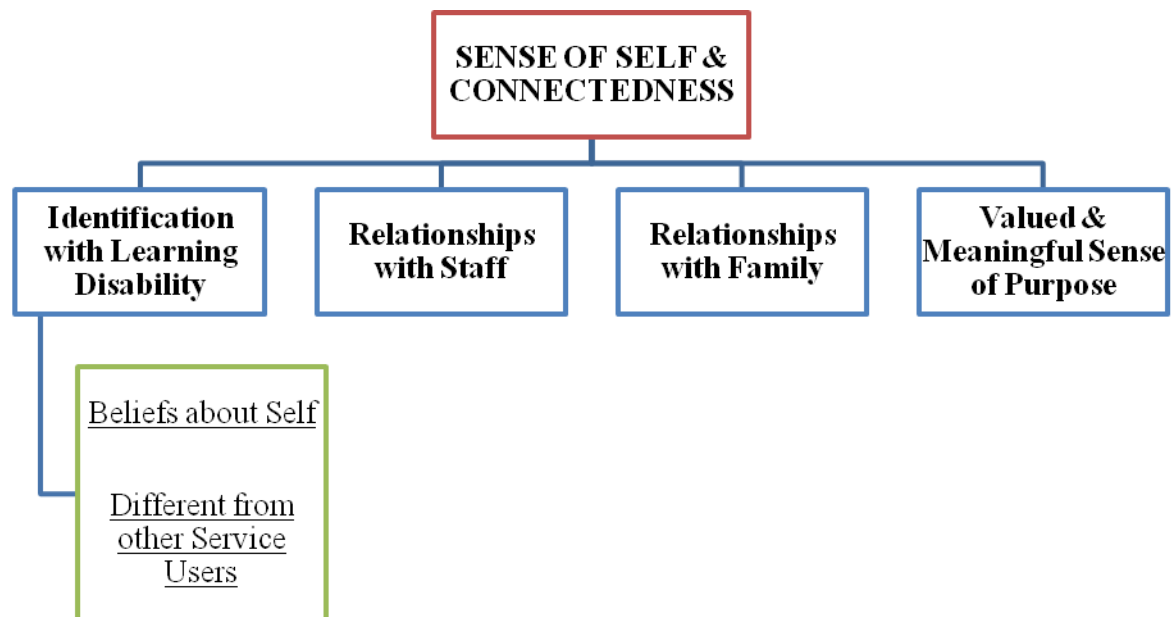 SENSE OF SELF &
CONNECTEDNESS
Identification
with Learning
Disability
Relationships
with Staff
Relationships
with Family
Valued &
Meaningful Sense
of Purpose
Beliefs about Self
Different from
other Service
Users